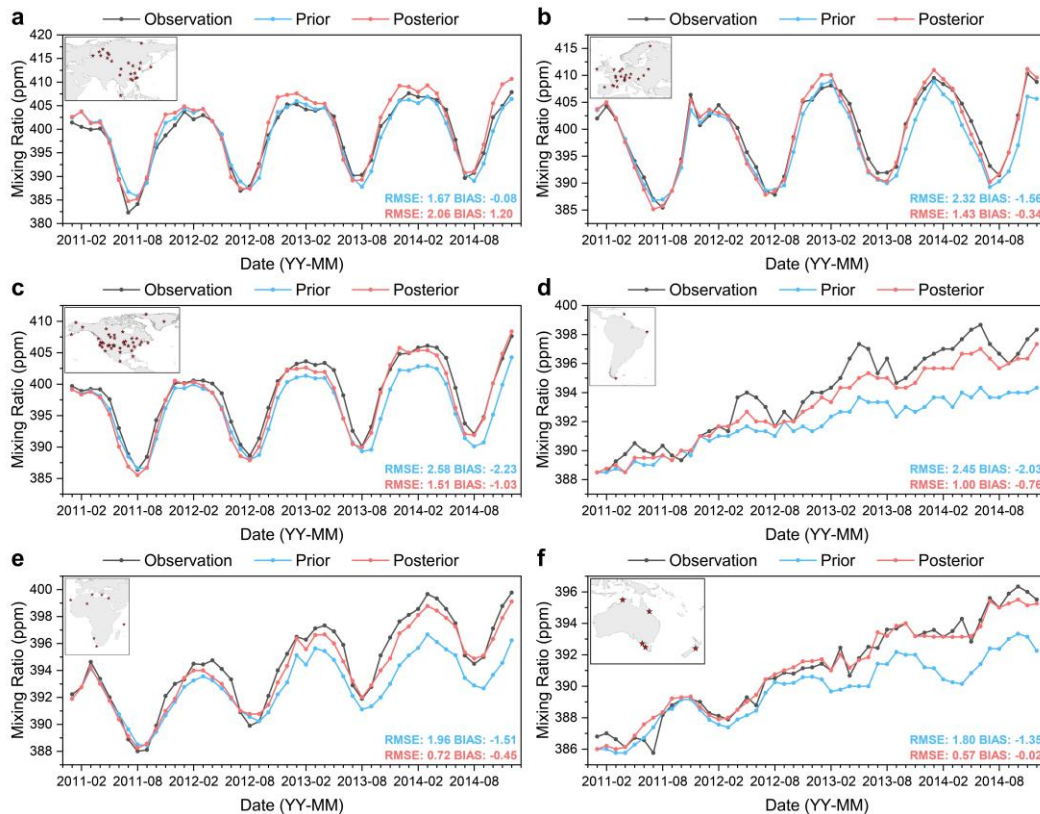 a
Observation Prior Posterior
Mixing Ratio (ppm)
420
415
410
405
400
395
390
385
380
RMSE: 1.67 BIAS: -0.08
RMSE: 2.06 BIAS: 1.20
2011-02 2011-08 2012-02 2012-08 2013-02 2013-08 2014-02 2014-08
Date (YY-MM)
b
Observation Prior Posterior
Mixing Ratio (ppm)
415
410
405
400
395
390
385
RMSE: 2.32 BIAS: -1.56
RMSE: 1.43 BIAS: -0.34
2011-02 2011-08 2012-02 2012-08 2013-02 2013-08 2014-02 2014-08
Date (YY-MM)
c
Observation Prior Posterior
Mixing Ratio (ppm)
410
405
400
395
390
385
RMSE: 2.58 BIAS: -2.23
RMSE: 1.51 BIAS: -1.03
2011-02 2011-08 2012-02 2012-08 2013-02 2013-08 2014-02 2014-08
Date (YY-MM)
d
Observation Prior Posterior
Mixing Ratio (ppm)
400
398
396
394
392
390
388
RMSE: 2.45 BIAS: -2.03
RMSE: 1.00 BIAS: -0.76
2011-02 2011-08 2012-02 2012-08 2013-02 2013-08 2014-02 2014-08
Date (YY-MM)
e
Observation Prior Posterior
Mixing Ratio (ppm)
400
398
396
394
392
390
388
RMSE: 1.96 BIAS: -1.51
RMSE: 0.72 BIAS: -0.45
2011-02 2011-08 2012-02 2012-08 2013-02 2013-08 2014-02 2014-08
Date (YY-MM)
f
Observation Prior Posterior
Mixing Ratio (ppm)
396
394
392
390
388
386
RMSE: 1.80 BIAS: -1.35
RMSE: 0.57 BIAS: -0.02
2011-02 2011-08 2012-02 2012-08 2013-02 2013-08 2014-02 2014-08
Date (YY-MM)